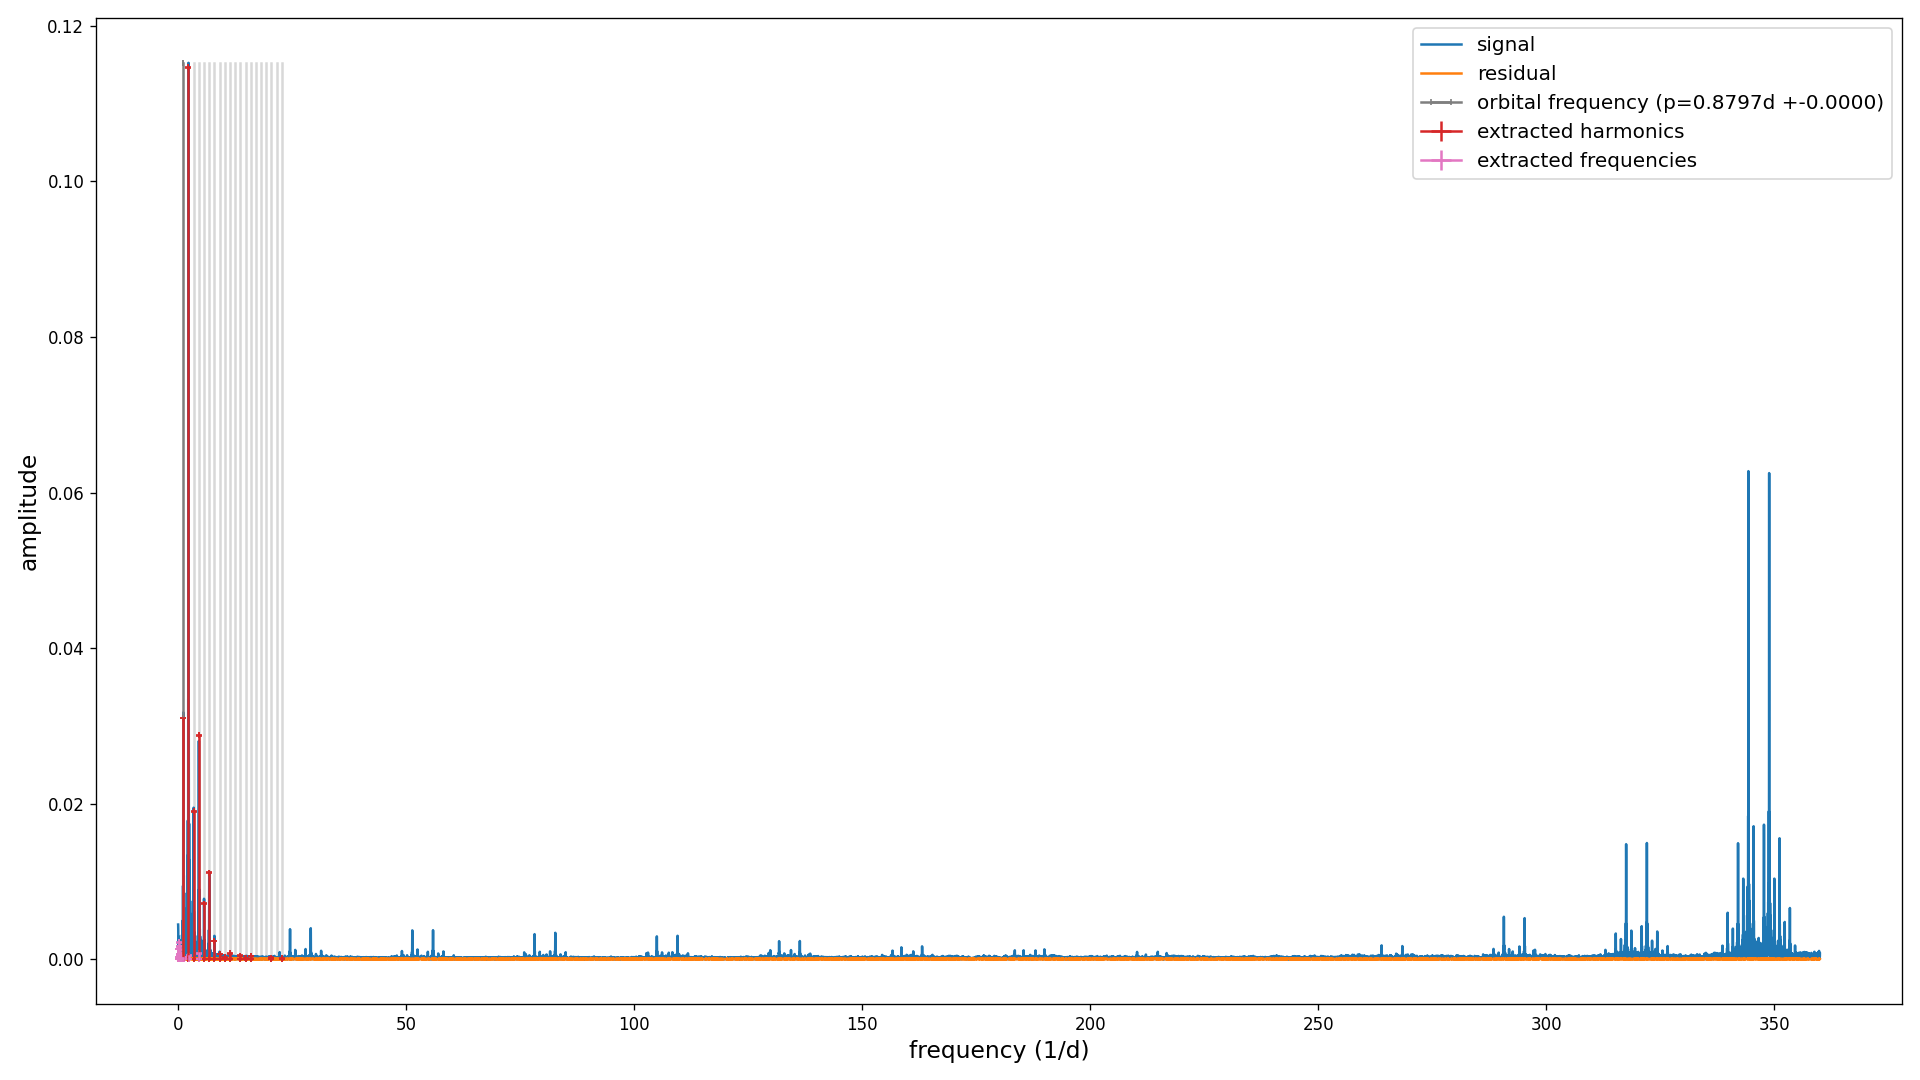 0.12
0.10
0.08
0.06
0.04
0.02
0.00
amplitude
0
50
100
150
200
250
300
350
frequency (1/d)
signal
residual
orbital frequency (p=0.8797d +-0.0000)
extracted harmonics
extracted frequencies